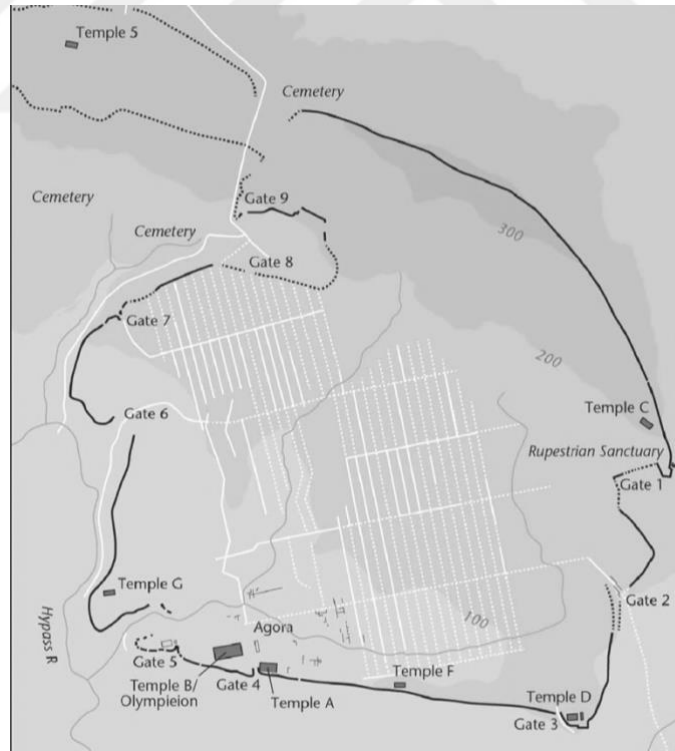 Temple 5
Cemetery
Cemetery
Gate 9
Cemetery
300
Gate 8
Gate 7
200
Temple C
Gate 6
Rupestrian Sanctuary
Gate 1
Temple G
Gate 2
Hypass R
Agora
100
Gate 5
Temple B/
Olympieion
Gate 4
Temple F
Temple A
Temple D
Gate 3